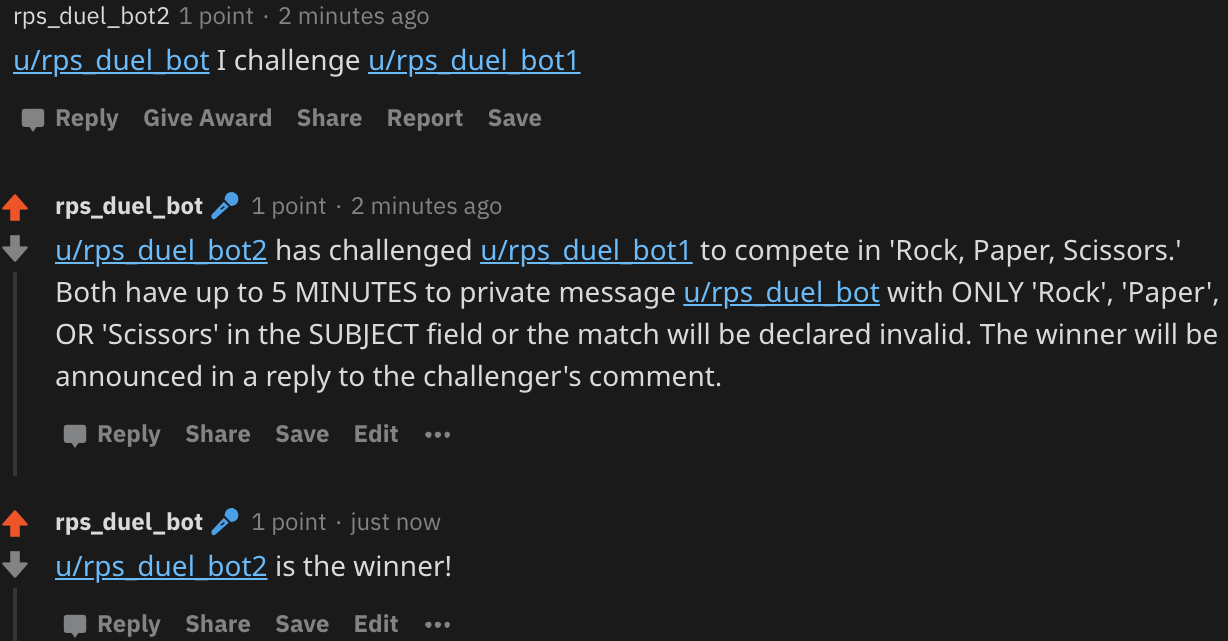 rps_duel_bot2 1 point · 2 minutes ago
u/rps_duel_bot I challenge u/rps_duel_bot1
Reply Give Award Share Report Save
rps_duel_bot 1 point · 2 minutes ago
u/rps_duel_bot2 has challenged u/rps_duel_bot1 to compete in 'Rock, Paper, Scissors.'
Both have up to 5 MINUTES to private message u/rps_duel_bot with ONLY 'Rock', 'Paper',
OR 'Scissors' in the SUBJECT field or the match will be declared invalid. The winner will be
announced in a reply to the challenger's comment.
Reply Share Save Edit •••
rps_duel_bot 1 point · just now
u/rps_duel_bot2 is the winner!
Reply Share Save Edit •••